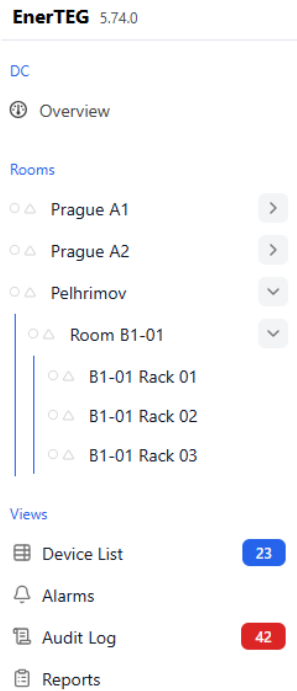 EnerTEG 5.74.0
DC
Overview
Rooms
Prague A1
Prague A2
Pelhrimov
Room B1-01
B1-01 Rack 01
B1-01 Rack 02
B1-01 Rack 03
Views
Device List 23
Alarms
Audit Log 42
Reports